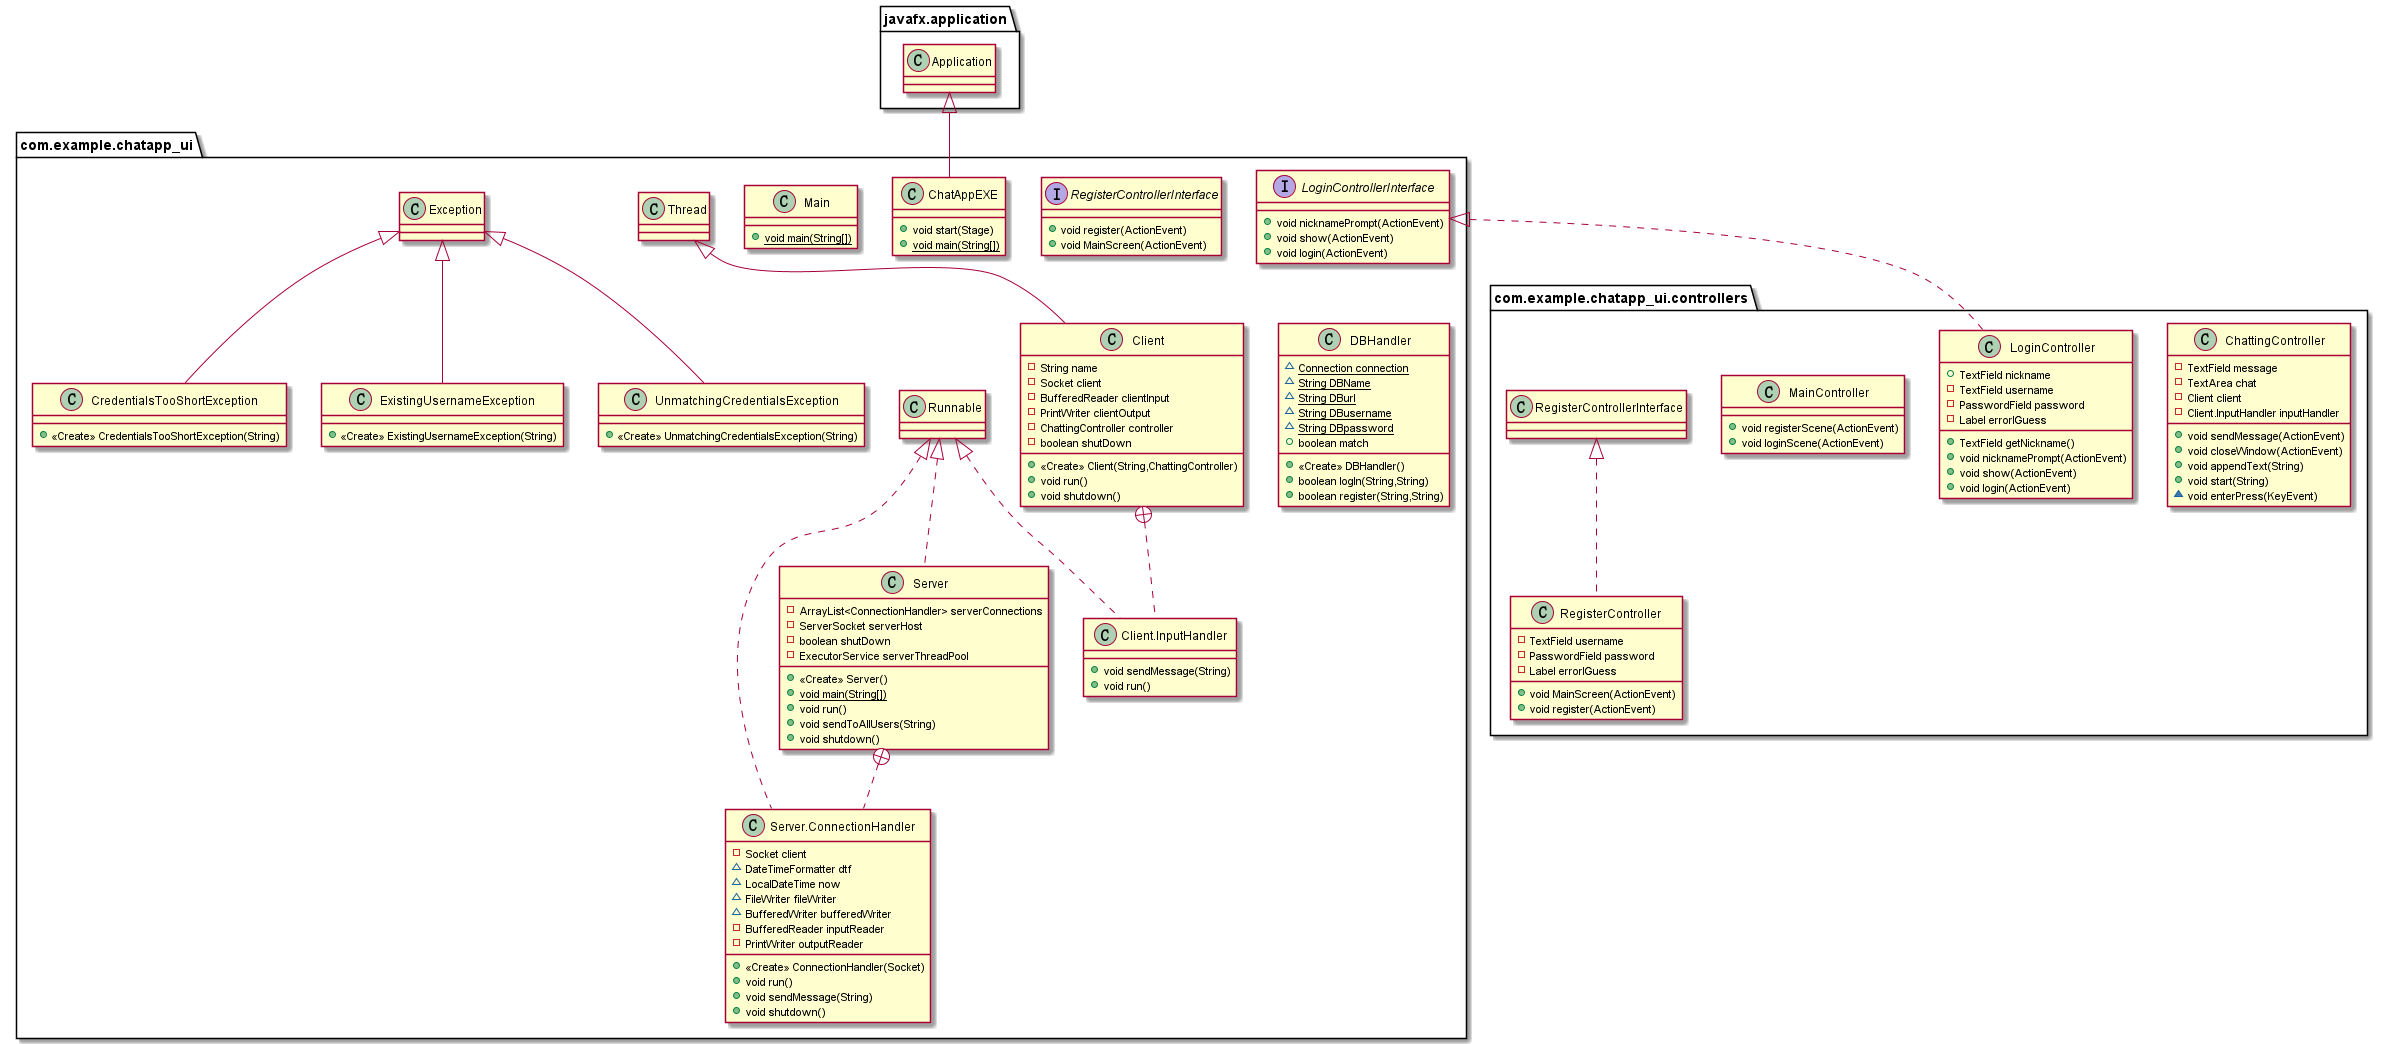 javafx.application
C Application
com.example.chatapp_ui
C Exception
C Thread
C Main
void main(String[])
C ChatAppEXE
void start(Stage)
void main(String[])
I RegisterControllerInterface
void register(ActionEvent)
void MainScreen(ActionEvent)
I LoginControllerInterface
void nicknamePrompt(ActionEvent)
void show(ActionEvent)
void login(ActionEvent)
C CredentialsTooShortException
«Create» CredentialsTooShortException(String)
C ExistingUsernameException
«Create» ExistingUsernameException(String)
C UnmatchingCredentialsException
«Create» UnmatchingCredentialsException(String)
C Runnable
C Client
String name
Socket client
BufferedReader clientInput
PrintWriter clientOutput
ChattingController controller
boolean shutDown
«Create» Client(String,ChattingController)
void run()
void shutdown()
C DBHandler
Connection connection
String DBName
String DBurl
String DBusername
String DBpassword
boolean match
«Create» DBHandler()
boolean logIn(String,String)
boolean register(String,String)
C Server
ArrayList<ConnectionHandler> serverConnections
ServerSocket serverHost
boolean shutDown
ExecutorService serverThreadPool
«Create» Server()
void main(String[])
void run()
void sendToAllUsers(String)
void shutdown()
C Client.InputHandler
void sendMessage(String)
void run()
C Server.ConnectionHandler
Socket client
DateTimeFormatter dtf
LocalDateTime now
FileWriter fileWriter
BufferedWriter bufferedWriter
BufferedReader inputReader
PrintWriter outputReader
«Create» ConnectionHandler(Socket)
void run()
void sendMessage(String)
void shutdown()
com.example.chatapp_ui.controllers
C RegisterControllerInterface
C MainController
void registerScene(ActionEvent)
void loginScene(ActionEvent)
C LoginController
TextField nickname
TextField username
PasswordField password
Label errorIGuess
TextField getNickname()
void nicknamePrompt(ActionEvent)
void show(ActionEvent)
void login(ActionEvent)
C ChattingController
TextField message
TextArea chat
Client client
Client.InputHandler inputHandler
void sendMessage(ActionEvent)
void closeWindow(ActionEvent)
void appendText(String)
void start(String)
void enterPress(KeyEvent)
C RegisterController
TextField username
PasswordField password
Label errorIGuess
void MainScreen(ActionEvent)
void register(ActionEvent)